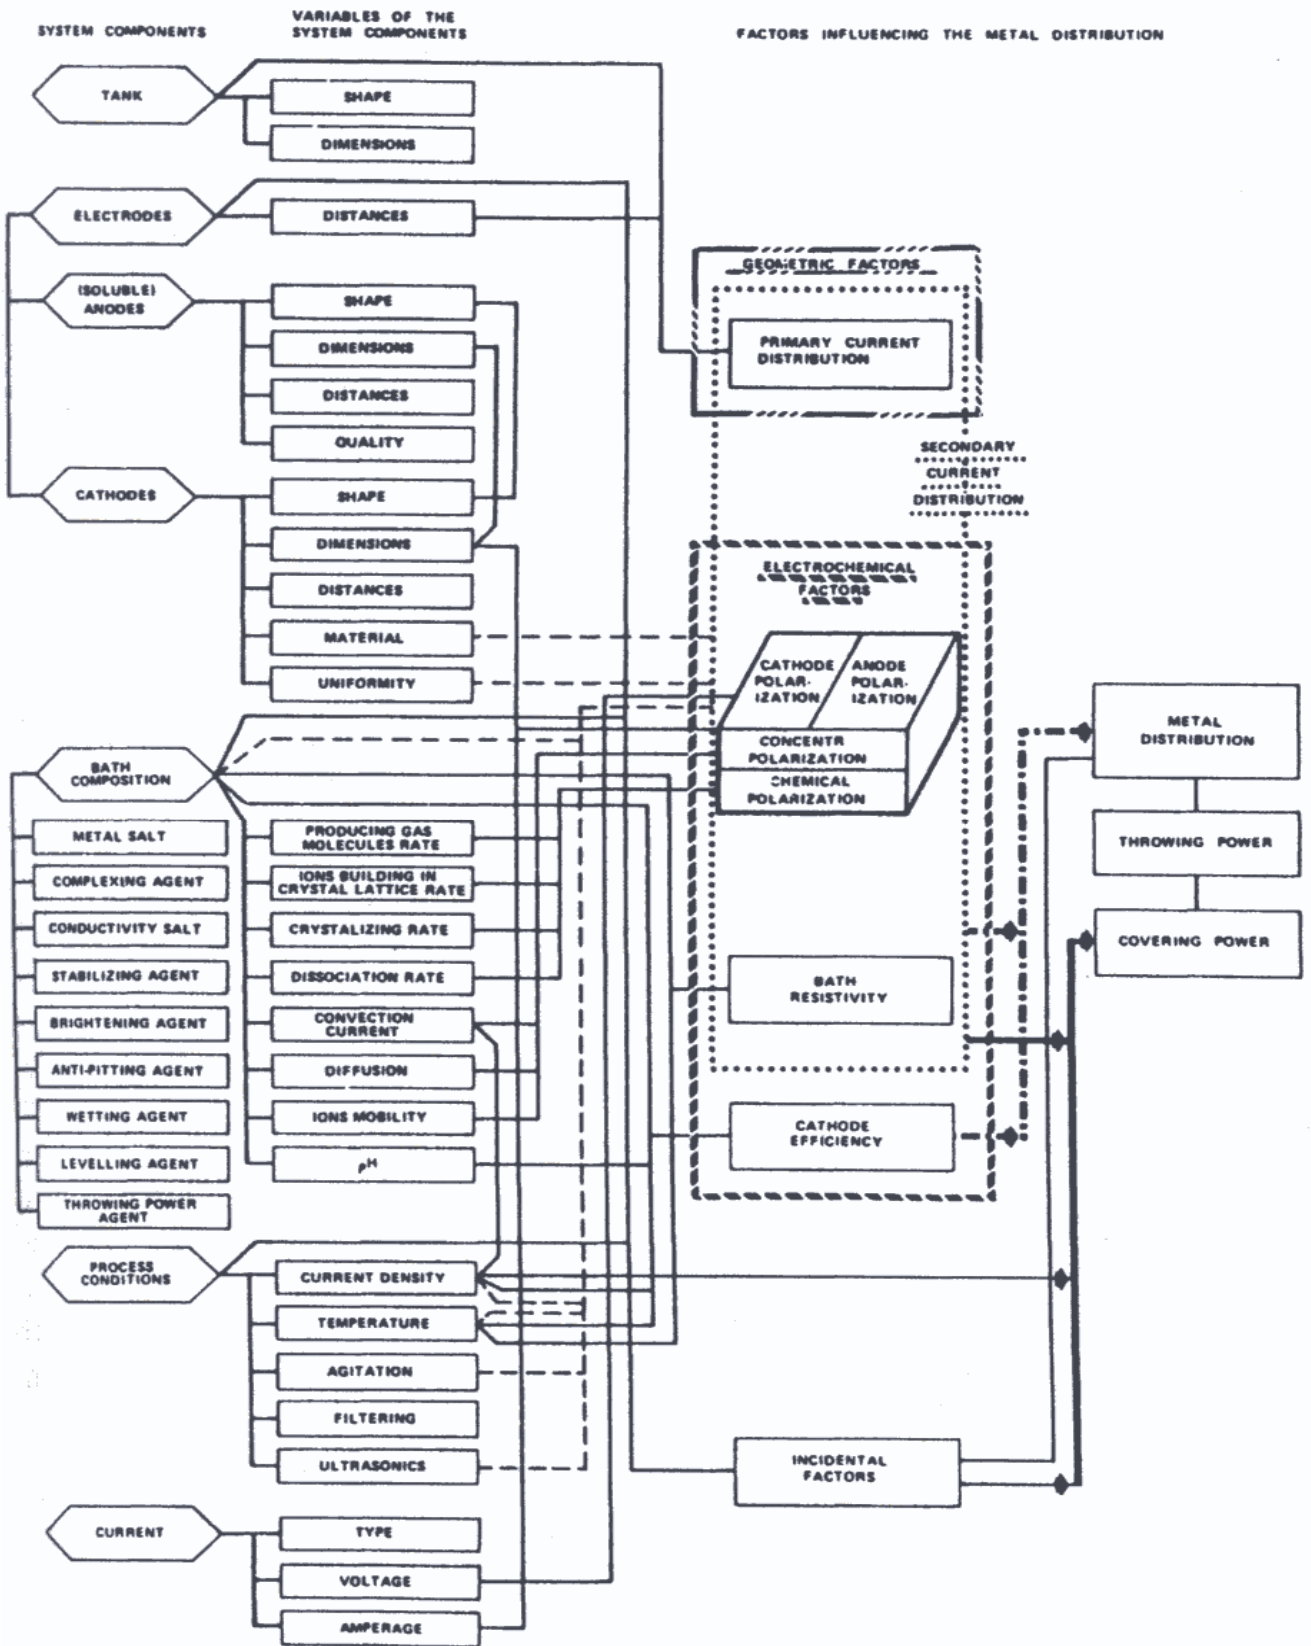 SYSTEM COMPONENTS
VARIABLES OF THE
SYSTEM COMPONENTS
FACTORS INFLUENCING THE METAL DISTRIBUTION
TANK
SHAPE
DIMENSIONS
ELECTRODES
DISTANCES
(SOLUBLE)
ANODES
SHAPE
DIMENSIONS
DISTANCES
QUALITY
CATHODES
SHAPE
DIMENSIONS
DISTANCES
MATERIAL
UNIFORMITY
BATH
COMPOSITION
METAL SALT
COMPLEXING AGENT
CONDUCTIVITY SALT
STABILIZING AGENT
BRIGHTENING AGENT
ANTI-PITTING AGENT
WETTING AGENT
LEVELLING AGENT
THROWING POWER
AGENT
PRODUCING GAS
MOLECULES RATE
IONS BUILDING IN
CRYSTAL LATTICE RATE
CRYSTALIZING RATE
DISSOCIATION RATE
CONVECTION
CURRENT
DIFFUSION
IONS MOBILITY
pH
PROCESS
CONDITIONS
CURRENT DENSITY
TEMPERATURE
AGITATION
FILTERING
ULTRASONICS
CURRENT
TYPE
VOLTAGE
AMPERAGE
GEOMETRIC FACTORS
PRIMARY CURRENT
DISTRIBUTION
SECONDARY
CURRENT
DISTRIBUTION
ELECTROCHEMICAL
FACTORS
CATHODE
POLAR-
IZATION
ANODE
POLAR-
IZATION
CONCENTR
POLARIZATION
CHEMICAL
POLARIZATION
BATH
RESISTIVITY
CATHODE
EFFICIENCY
INCIDENTAL
FACTORS
METAL
DISTRIBUTION
THROWING POWER
COVERING POWER